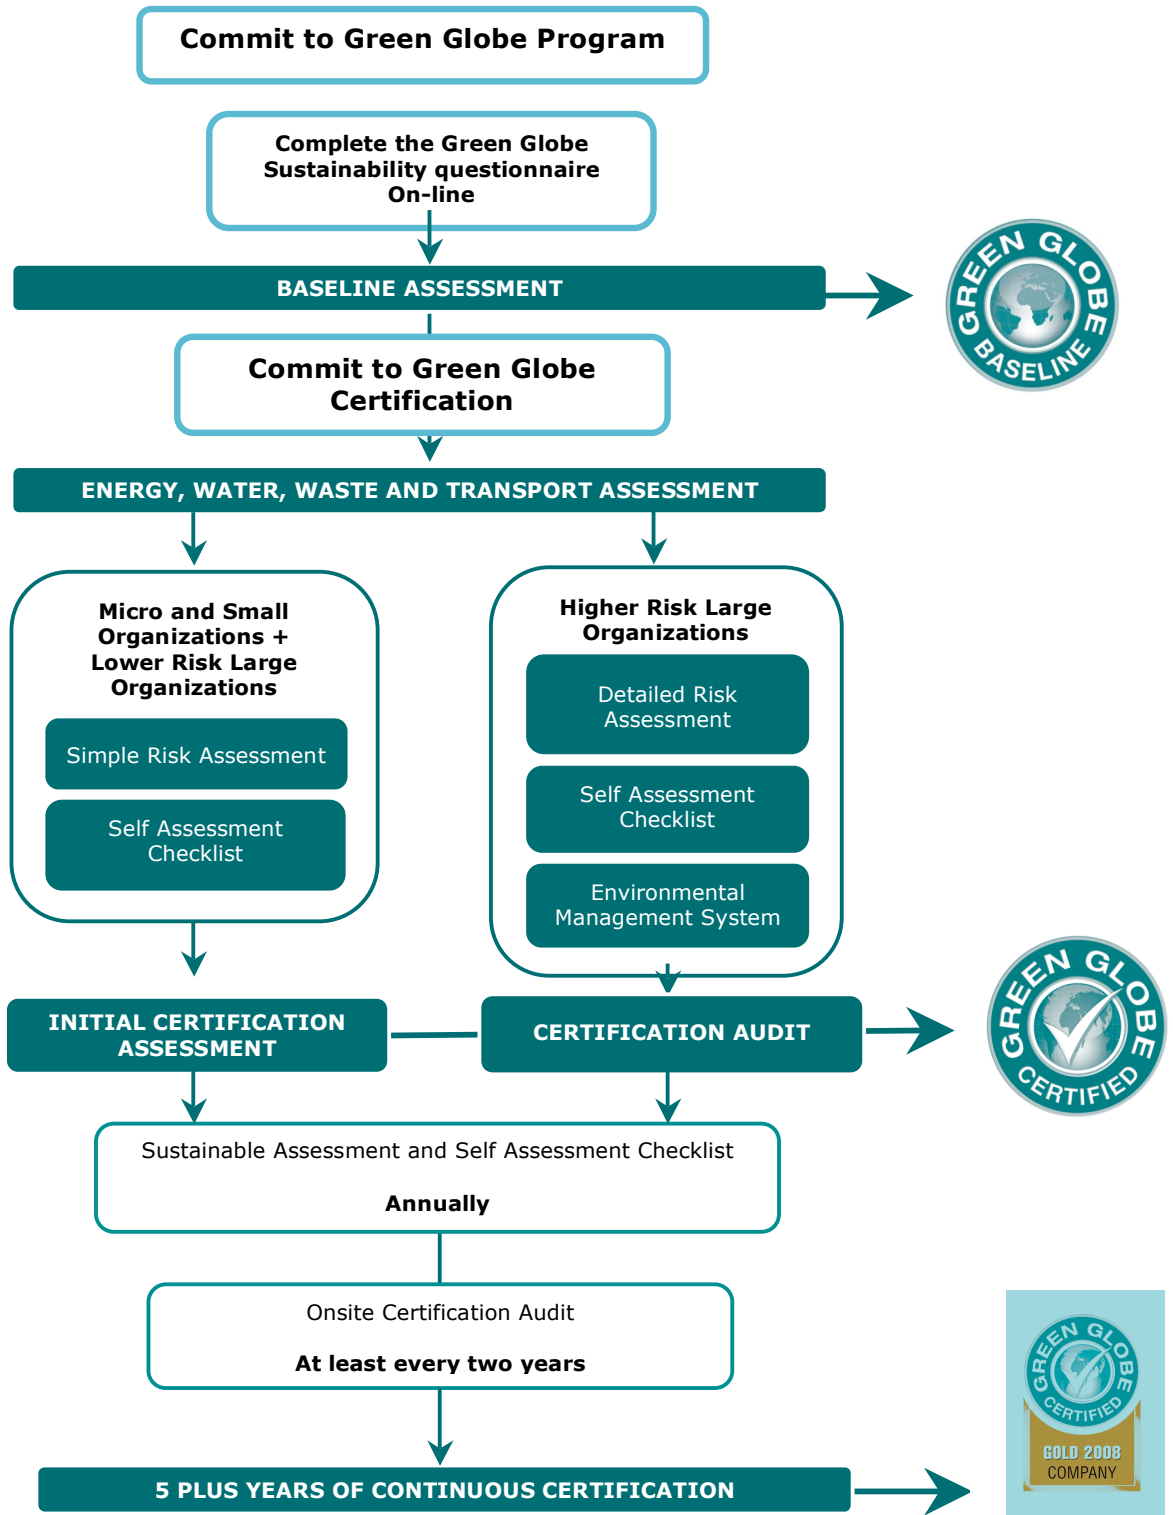 Commit to Green Globe Program
Complete the Green Globe
Sustainability questionnaire
On-line
BASELINE ASSESSMENT
GREEN GLOBE
BASELINE
Commit to Green Globe
Certification
ENERGY, WATER, WASTE AND TRANSPORT ASSESSMENT
Micro and Small
Organizations +
Lower Risk Large
Organizations
Simple Risk Assessment
Self Assessment
Checklist
Higher Risk Large
Organizations
Detailed Risk
Assessment
Self Assessment
Checklist
Environmental
Management System
INITIAL CERTIFICATION
ASSESSMENT
CERTIFICATION AUDIT
GREEN GLOBE
CERTIFIED
Sustainable Assessment and Self Assessment Checklist
Annually
Onsite Certification Audit
At least every two years
5 PLUS YEARS OF CONTINUOUS CERTIFICATION
GREEN GLOBE
CERTIFIED
GOLD 2008
COMPANY